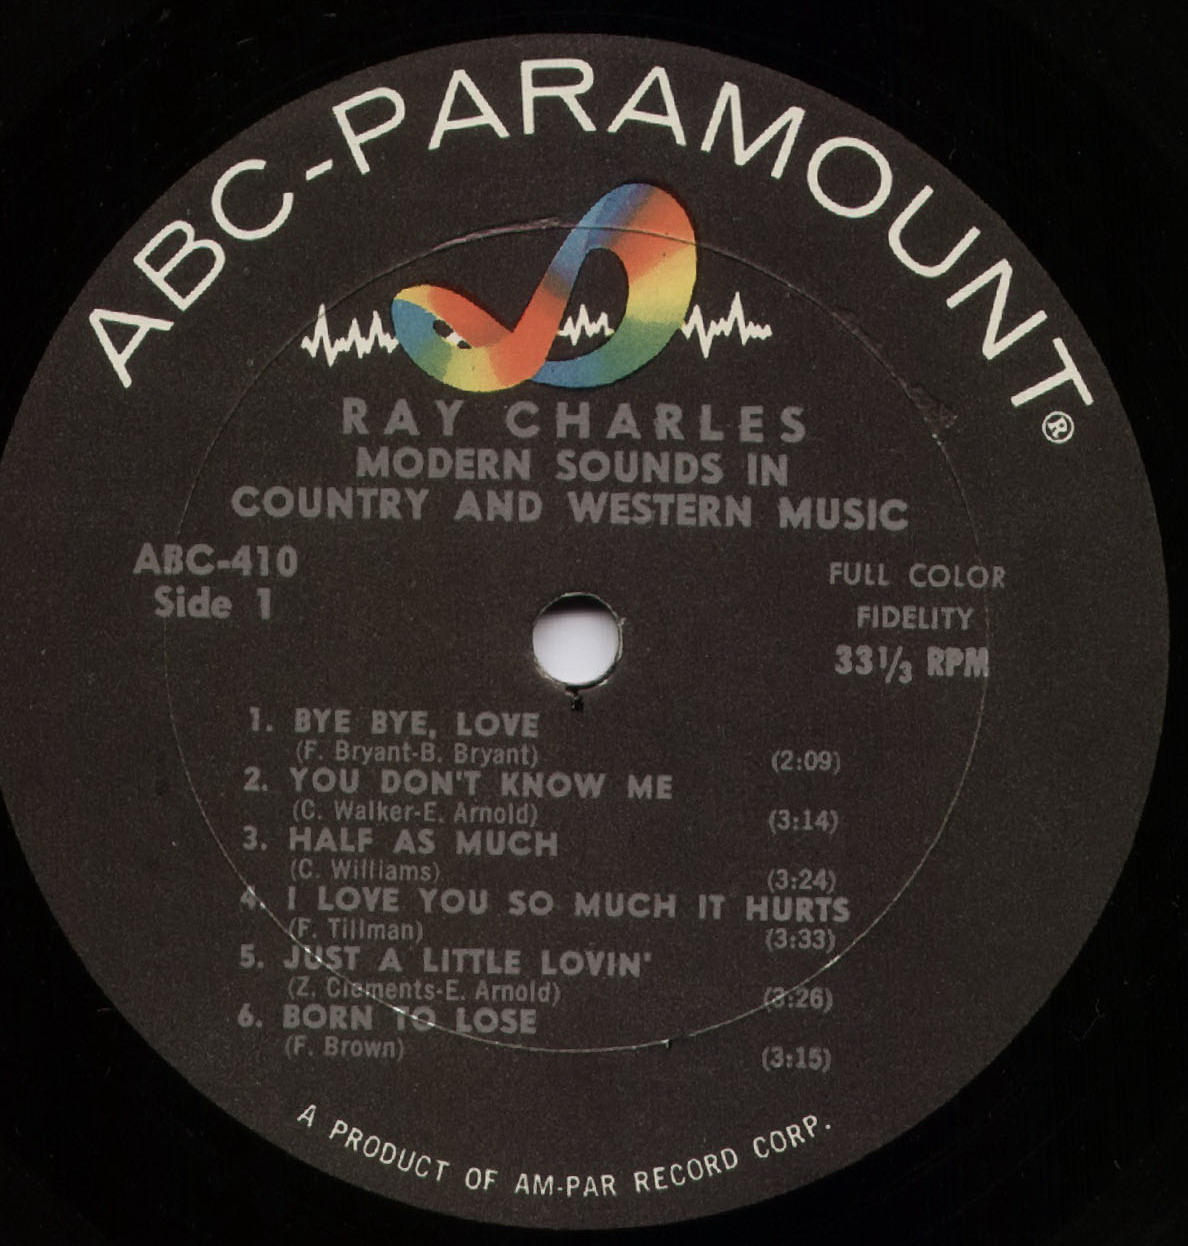 ABC-PARAMOUNT®
RAY CHARLES
MODERN SOUNDS IN
COUNTRY AND WESTERN MUSIC
ABC-410
Side 1
FULL COLOR
FIDELITY
33 1/3 RPM
1. BYE BYE, LOVE
(F. Bryant-B. Bryant) (2:09)
2. YOU DON'T KNOW ME
(C. Walker-E. Arnold) (3:14)
3. HALF AS MUCH
(C. Williams) (3:24)
4. I LOVE YOU SO MUCH IT HURTS
(F. Tillman) (3:33)
5. JUST A LITTLE LOVIN'
(Z. Clements-E. Arnold) (3:26)
6. BORN TO LOSE
(F. Brown) (3:15)
A PRODUCT OF AM-PAR RECORD CORP.